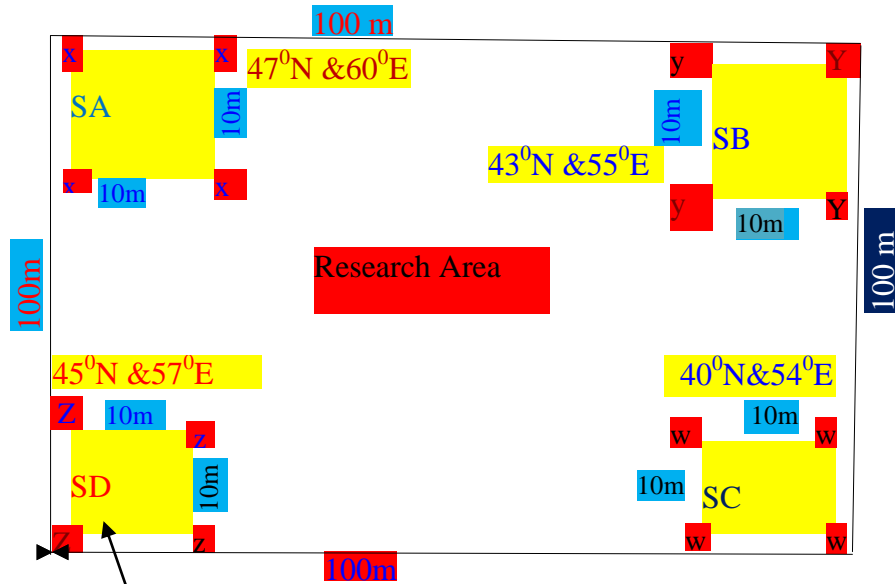 100 m
x
x
y
Y
47⁰N &60⁰E
SA
10m
10m
SB
43⁰N &55⁰E
x
10m
x
y
Y
10m
Research Area
100m
100 m
45⁰N &57⁰E
40⁰N&54⁰E
Z
10m
z
10m
w
w
SD
10m
10m
SC
Z
z
w
w
100m